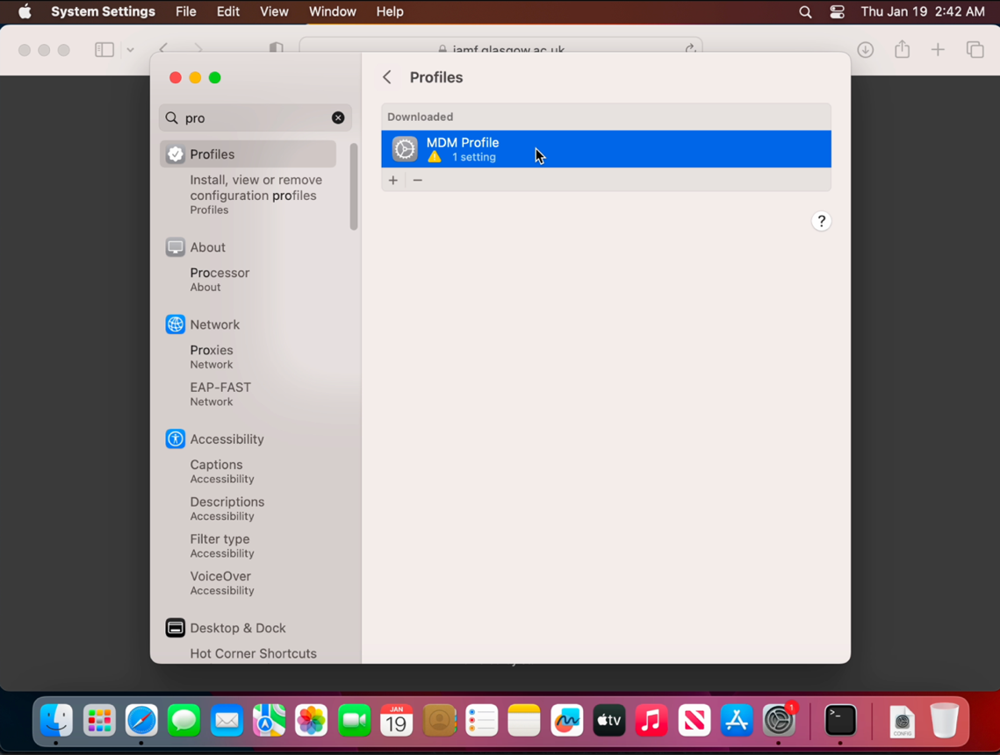 System Settings File Edit View Window Help
Thu Jan 19 2:42 AM
jamf.glasgow.ac.uk
pro
Profiles
Install, view or remove
configuration profiles
Profiles
About
Processor
About
Network
Proxies
Network
EAP-FAST
Network
Accessibility
Captions
Accessibility
Descriptions
Accessibility
Filter type
Accessibility
VoiceOver
Accessibility
Desktop & Dock
Hot Corner Shortcuts
Profiles
Downloaded
MDM Profile
1 setting
+ −
?
JAN
19
tv
>_
1
CONFIG